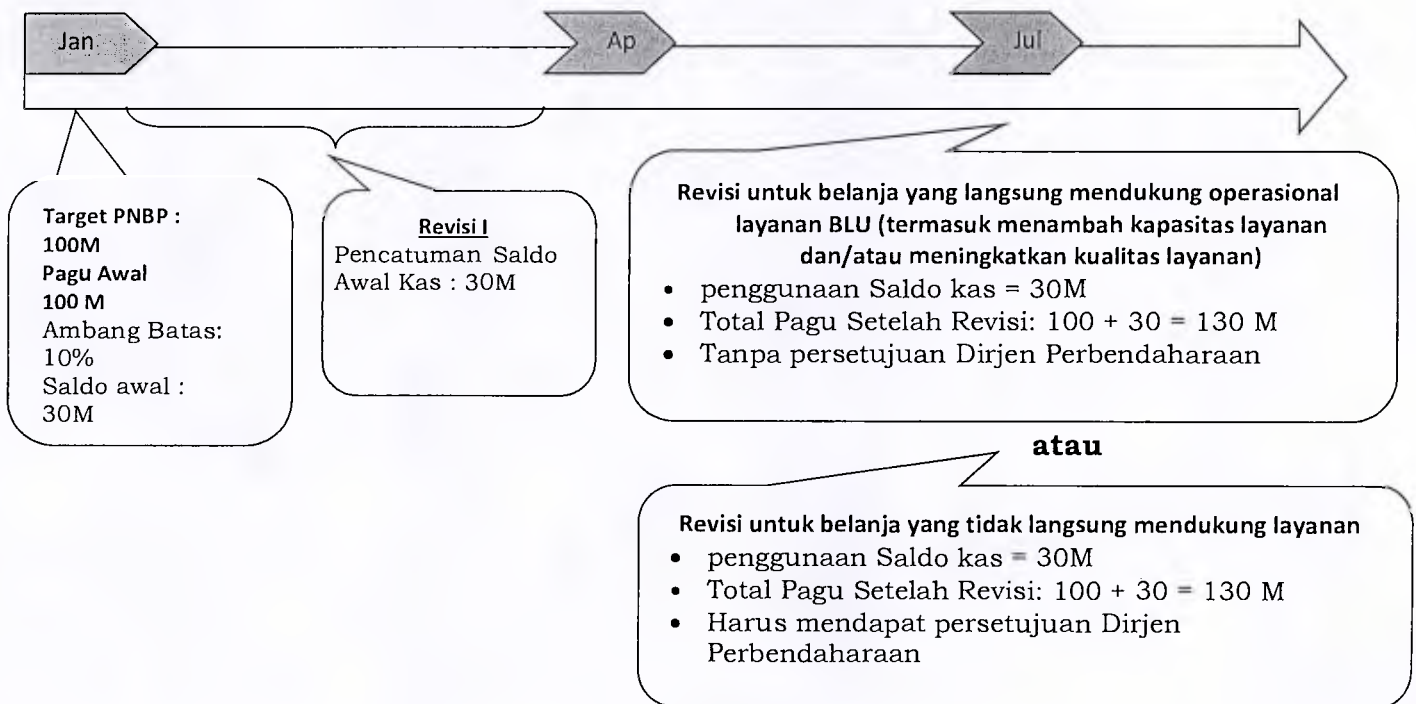 Jan
Ap
Jul
Target PNBP :
100M
Pagu Awal
100 M
Ambang Batas:
10%
Saldo awal :
30M
Revisi I
Pencatuman Saldo
Awal Kas : 30M
Revisi untuk belanja yang langsung mendukung operasional
layanan BLU (termasuk menambah kapasitas layanan
dan/atau meningkatkan kualitas layanan)
• penggunaan Saldo kas = 30M
• Total Pagu Setelah Revisi: 100 + 30 = 130 M
• Tanpa persetujuan Dirjen Perbendaharaan
atau
Revisi untuk belanja yang tidak langsung mendukung layanan
• penggunaan Saldo kas = 30M
• Total Pagu Setelah Revisi: 100 + 30 = 130 M
• Harus mendapat persetujuan Dirjen
Perbendaharaan